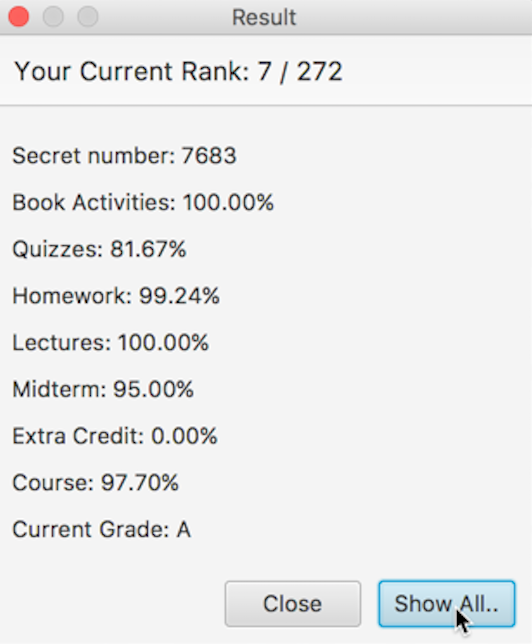 Result
Your Current Rank: 7 / 272
Secret number: 7683
Book Activities: 100.00%
Quizzes: 81.67%
Homework: 99.24%
Lectures: 100.00%
Midterm: 95.00%
Extra Credit: 0.00%
Course: 97.70%
Current Grade: A
Close
Show All..